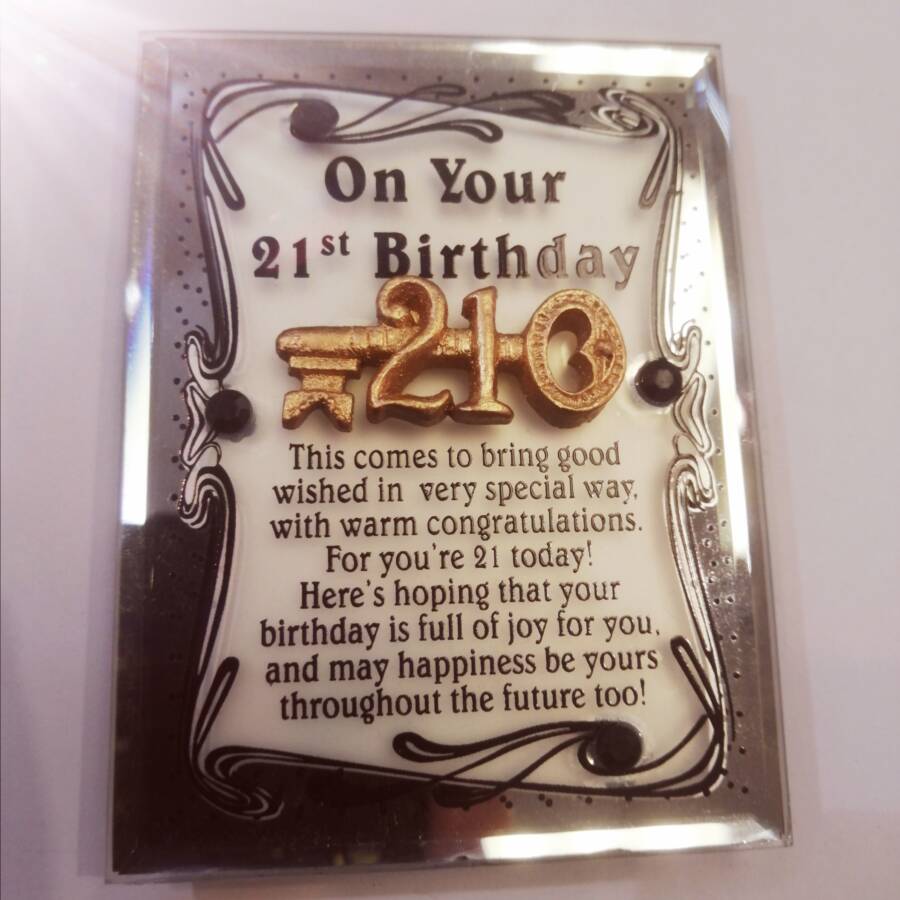 On Your
21st Birthday
21
This comes to bring good
wished in very special way,
with warm congratulations.
For you're 21 today!
Here's hoping that your
birthday is full of joy for you,
and may happiness be yours
throughout the future too!